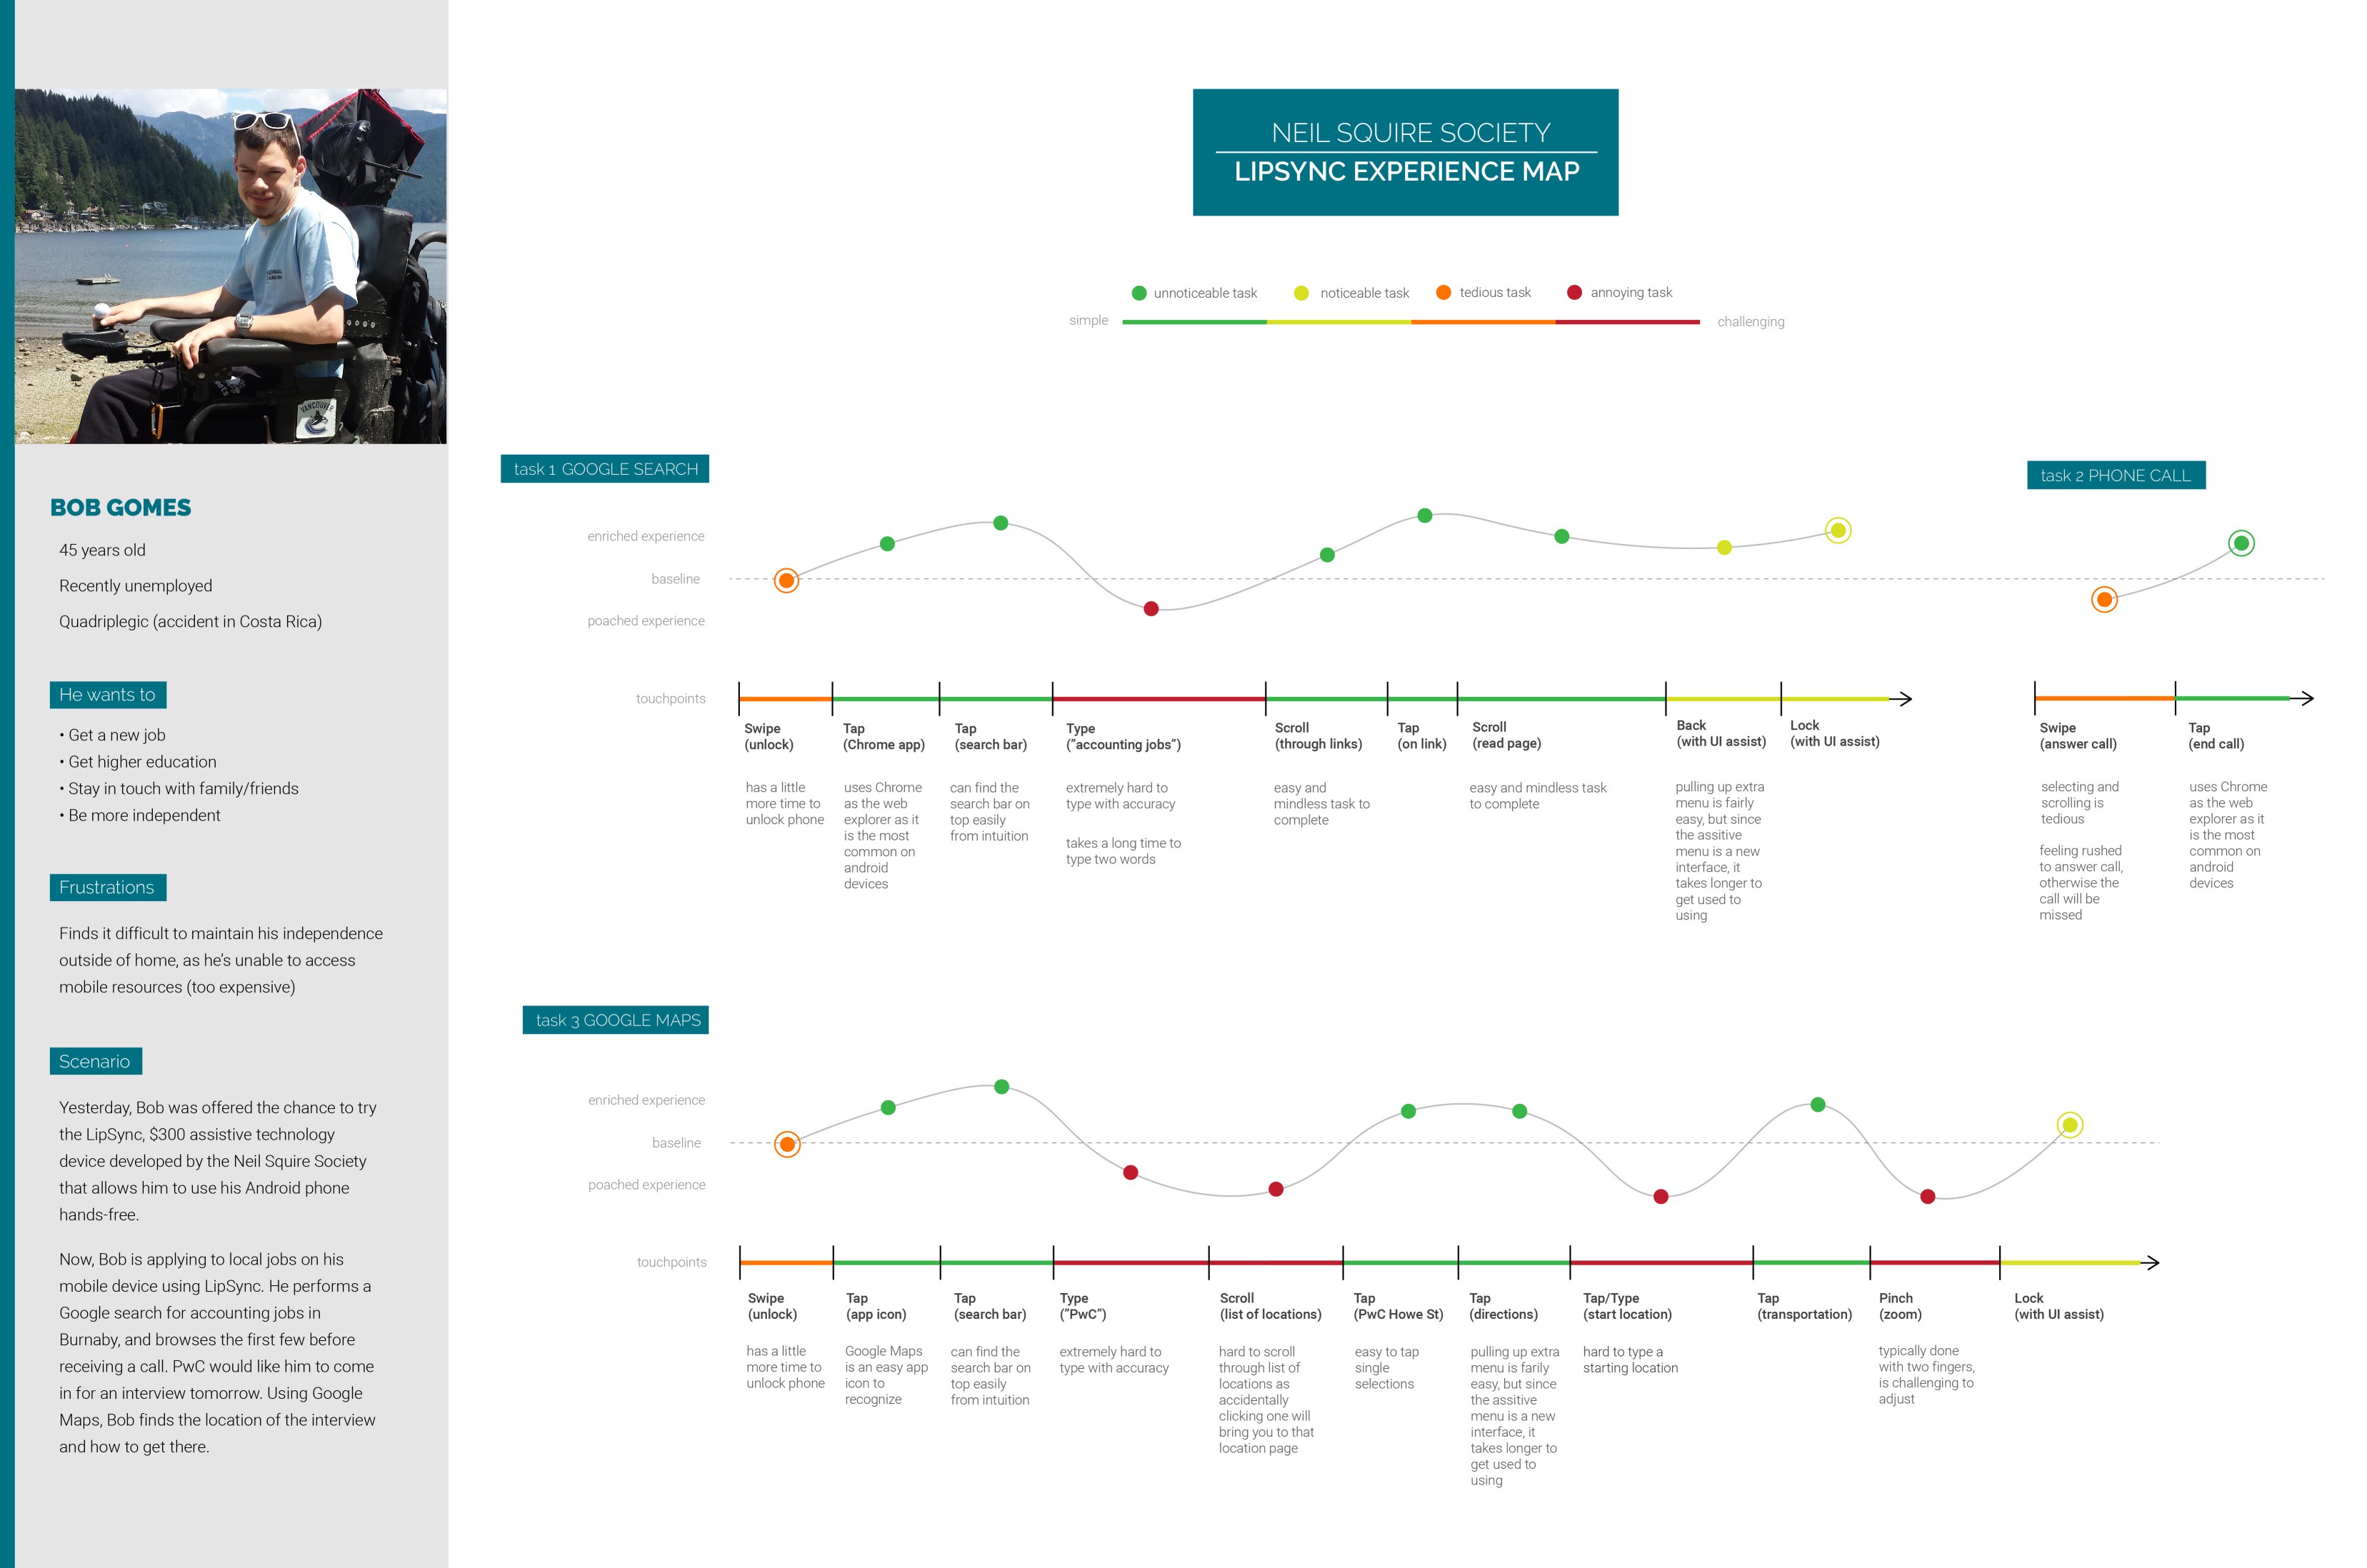 NEIL SQUIRE SOCIETY
LIPSYNC EXPERIENCE MAP
unnoticeable task
noticeable task
tedious task
annoying task
simple
challenging
VANCOUVER
BOB GOMES
45 years old
Recently unemployed
Quadriplegic (accident in Costa Rica)
He wants to
• Get a new job
• Get higher education
• Stay in touch with family/friends
• Be more independent
Frustrations
Finds it difficult to maintain his independence
outside of home, as he's unable to access
mobile resources (too expensive)
Scenario
Yesterday, Bob was offered the chance to try
the LipSync, $300 assistive technology
device developed by the Neil Squire Society
that allows him to use his Android phone
hands-free.
Now, Bob is applying to local jobs on his
mobile device using LipSync. He performs a
Google search for accounting jobs in
Burnaby, and browses the first few before
receiving a call. PwC would like him to come
in for an interview tomorrow. Using Google
Maps, Bob finds the location of the interview
and how to get there.
task 1 GOOGLE SEARCH
enriched experience
baseline
poached experience
touchpoints
Swipe
(unlock)
has a little
more time to
unlock phone
Tap
(Chrome app)
uses Chrome
as the web
explorer as it
is the most
common on
android
devices
Tap
(search bar)
can find the
search bar on
top easily
from intuition
Type
("accounting jobs")
extremely hard to
type with accuracy
takes a long time to
type two words
Scroll
(through links)
easy and
mindless task to
complete
Tap
(on link)
Scroll
(read page)
easy and mindless task
to complete
Back
(with UI assist)
pulling up extra
menu is fairly
easy, but since
the assitive
menu is a new
interface, it
takes longer to
get used to
using
Lock
(with UI assist)
task 2 PHONE CALL
Swipe
(answer call)
selecting and
scrolling is
tedious
feeling rushed
to answer call,
otherwise the
call will be
missed
Tap
(end call)
uses Chrome
as the web
explorer as it
is the most
common on
android
devices
task 3 GOOGLE MAPS
enriched experience
baseline
poached experience
touchpoints
Swipe
(unlock)
has a little
more time to
unlock phone
Tap
(app icon)
Google Maps
is an easy app
icon to
recognize
Tap
(search bar)
can find the
search bar on
top easily
from intuition
Type
("PwC")
extremely hard to
type with accuracy
Scroll
(list of locations)
hard to scroll
through list of
locations as
accidentally
clicking one will
bring you to that
location page
Tap
(PwC Howe St)
easy to tap
single
selections
Tap
(directions)
pulling up extra
menu is farily
easy, but since
the assitive
menu is a new
interface, it
takes longer to
get used to
using
Tap/Type
(start location)
hard to type a
starting location
Tap
(transportation)
Pinch
(zoom)
typically done
with two fingers,
is challenging to
adjust
Lock
(with UI assist)